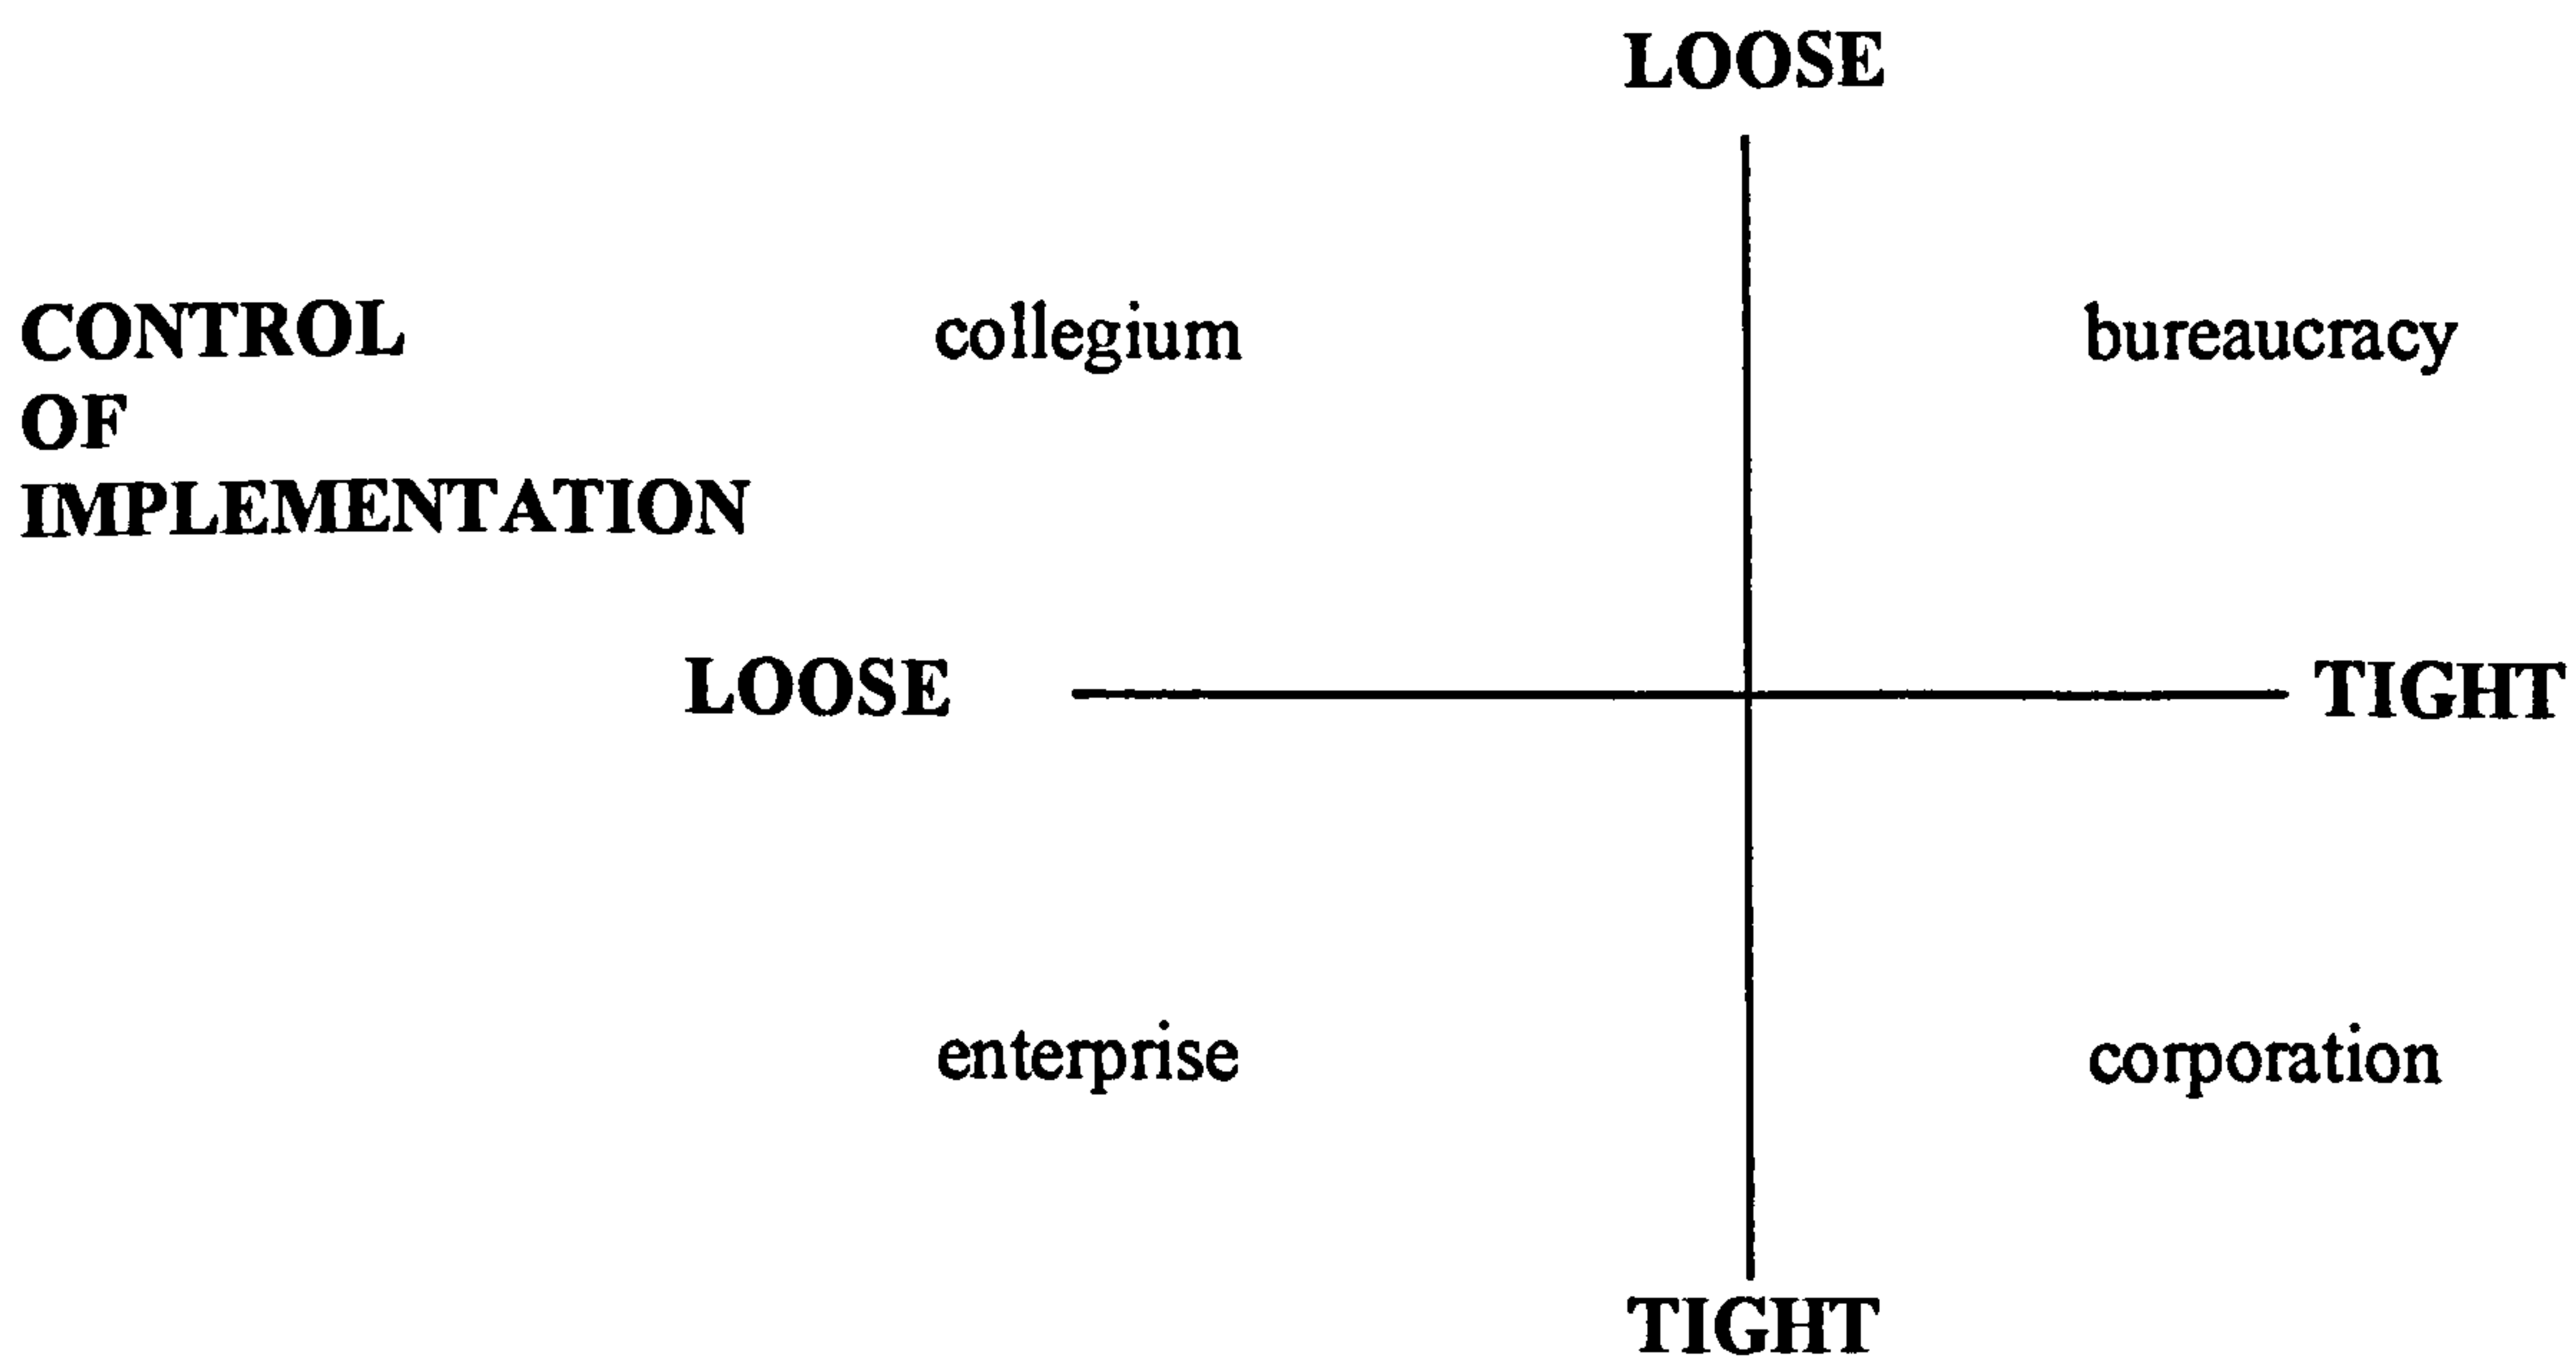 LOOSE
CONTROL
OF
IMPLEMENTATION
collegium
bureaucracy
LOOSE
TIGHT
enterprise
corporation
TIGHT